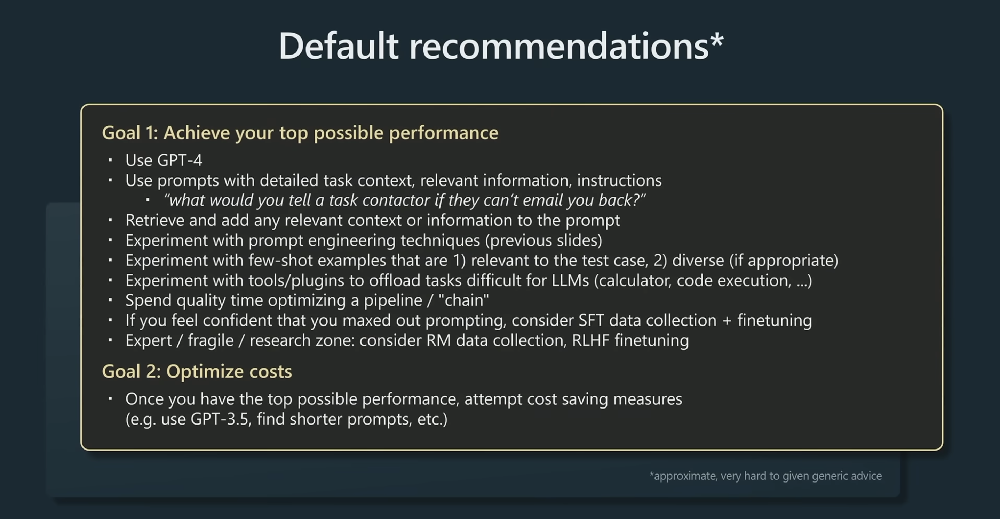 Default recommendations*
Goal 1: Achieve your top possible performance
▪ Use GPT-4
▪ Use prompts with detailed task context, relevant information, instructions
▪ “what would you tell a task contactor if they can’t email you back?”
▪ Retrieve and add any relevant context or information to the prompt
▪ Experiment with prompt engineering techniques (previous slides)
▪ Experiment with few-shot examples that are 1) relevant to the test case, 2) diverse (if appropriate)
▪ Experiment with tools/plugins to offload tasks difficult for LLMs (calculator, code execution, ...)
▪ Spend quality time optimizing a pipeline / "chain"
▪ If you feel confident that you maxed out prompting, consider SFT data collection + finetuning
▪ Expert / fragile / research zone: consider RM data collection, RLHF finetuning
Goal 2: Optimize costs
▪ Once you have the top possible performance, attempt cost saving measures
(e.g. use GPT-3.5, find shorter prompts, etc.)
*approximate, very hard to given generic advice